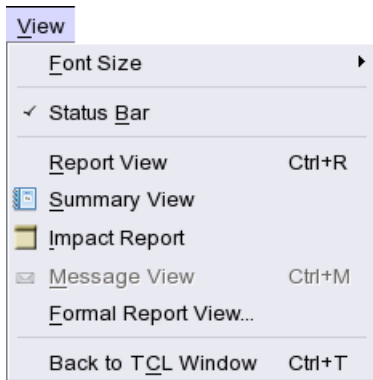 View
Font Size
Status Bar
Report View Ctrl+R
Summary View
Impact Report
Message View Ctrl+M
Formal Report View...
Back to TCL Window Ctrl+T